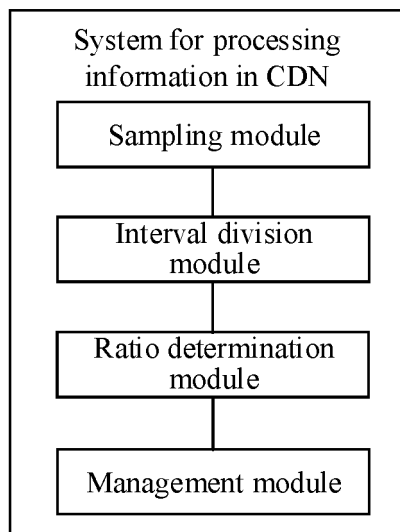 System for processing
information in CDN
Sampling module
Interval division
module
Ratio determination
module
Management module